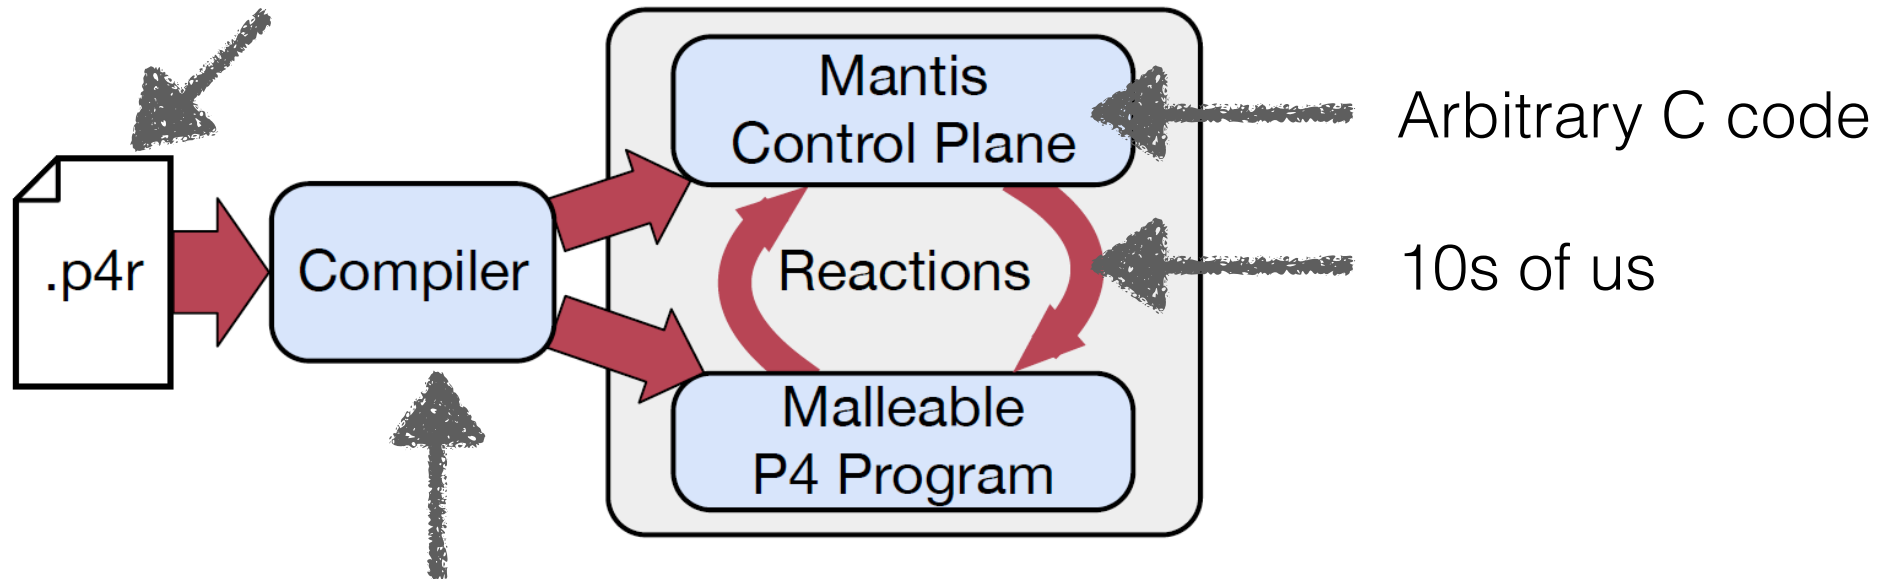 Mantis
Control Plane
Arbitrary C code
.p4r
Compiler
Reactions
10s of us
Malleable
P4 Program